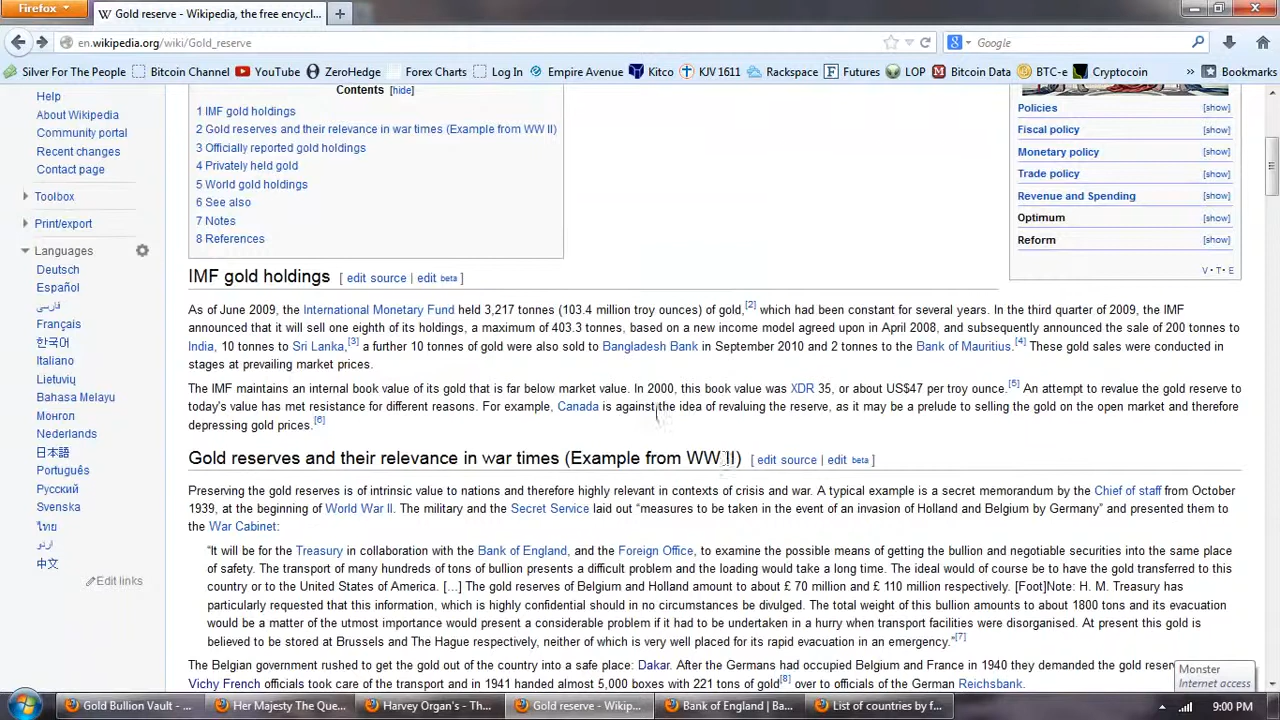 Firefox
Gold reserve - Wikipedia, the free encycl...
en.wikipedia.org/wiki/Gold_reserve
Google
Silver For The People
Bitcoin Channel
YouTube
ZeroHedge
Forex Charts
Log In
Empire Avenue
Kitco
KJV 1611
Rackspace
Futures
LOP
Bitcoin Data
BTC-e
Cryptocoin
»
Bookmarks
Help
About Wikipedia
Community portal
Recent changes
Contact page
Toolbox
Print/export
Languages
Deutsch
Español
فارسی
Français
한국어
Italiano
Lietuvių
Bahasa Melayu
Монгол
Nederlands
日本語
Português
Русский
Svenska
ไทย
اردو
中文
Edit links
Contents [hide]
1 IMF gold holdings
2 Gold reserves and their relevance in war times (Example from WW II)
3 Officially reported gold holdings
4 Privately held gold
5 World gold holdings
6 See also
7 Notes
8 References
Policies [show]
Fiscal policy [show]
Monetary policy [show]
Trade policy [show]
Revenue and Spending [show]
Optimum [show]
Reform [show]
V • T • E
IMF gold holdings [ edit source | edit beta ]
As of June 2009, the International Monetary Fund held 3,217 tonnes (103.4 million troy ounces) of gold,[2] which had been constant for several years. In the third quarter of 2009, the IMF
announced that it will sell one eighth of its holdings, a maximum of 403.3 tonnes, based on a new income model agreed upon in April 2008, and subsequently announced the sale of 200 tonnes to
India, 10 tonnes to Sri Lanka,[3] a further 10 tonnes of gold were also sold to Bangladesh Bank in September 2010 and 2 tonnes to the Bank of Mauritius.[4] These gold sales were conducted in
stages at prevailing market prices.
The IMF maintains an internal book value of its gold that is far below market value. In 2000, this book value was XDR 35, or about US$47 per troy ounce.[5] An attempt to revalue the gold reserve to
today's value has met resistance for different reasons. For example, Canada is against the idea of revaluing the reserve, as it may be a prelude to selling the gold on the open market and therefore
depressing gold prices.[6]
Gold reserves and their relevance in war times (Example from WW II) [ edit source | edit beta ]
Preserving the gold reserves is of intrinsic value to nations and therefore highly relevant in contexts of crisis and war. A typical example is a secret memorandum by the Chief of staff from October
1939, at the beginning of World War II. The military and the Secret Service laid out “measures to be taken in the event of an invasion of Holland and Belgium by Germany” and presented them to
the War Cabinet:
“It will be for the Treasury in collaboration with the Bank of England, and the Foreign Office, to examine the possible means of getting the bullion and negotiable securities into the same place
of safety. The transport of many hundreds of tons of bullion presents a difficult problem and the loading would take a long time. The ideal would of course be to have the gold transferred to this
country or to the United States of America. [...] The gold reserves of Belgium and Holland amount to about £ 70 million and £ 110 million respectively. [Foot]Note: H. M. Treasury has
particularly requested that this information, which is highly confidential should in no circumstances be divulged. The total weight of this bullion amounts to about 1800 tons and its evacuation
would be a matter of the utmost importance would present a considerable problem if it had to be undertaken in a hurry when transport facilities were disorganised. At present this gold is
believed to be stored at Brussels and The Hague respectively, neither of which is very well placed for its rapid evacuation in an emergency.”[7]
The Belgian government rushed to get the gold out of the country into a safe place: Dakar. After the Germans had occupied Belgium and France in 1940 they demanded the gold
Vichy French officials took care of the transport and in 1941 handed almost 5,000 boxes with 221 tons of gold[8] over to officials of the German Reichsbank.
Monster
Internet access
Gold Bullion Vault - ...
Her Majesty The Que...
Harvey Organ's - Th...
Gold reserve - Wikip...
Bank of England | Ba...
List of countries by f...
9:00 PM